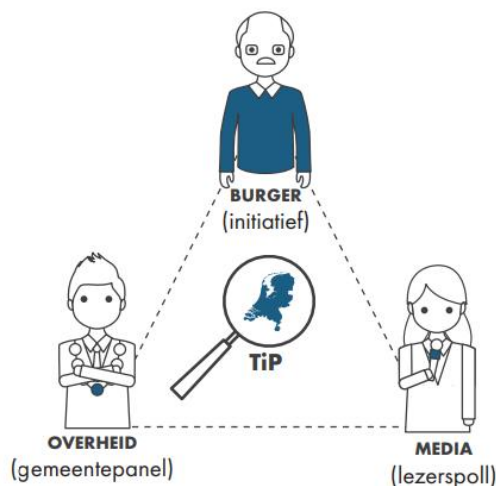 BURGER
(initiatief)
TiP
OVERHEID
(gemeentepanel)
MEDIA
(lezerspoll)